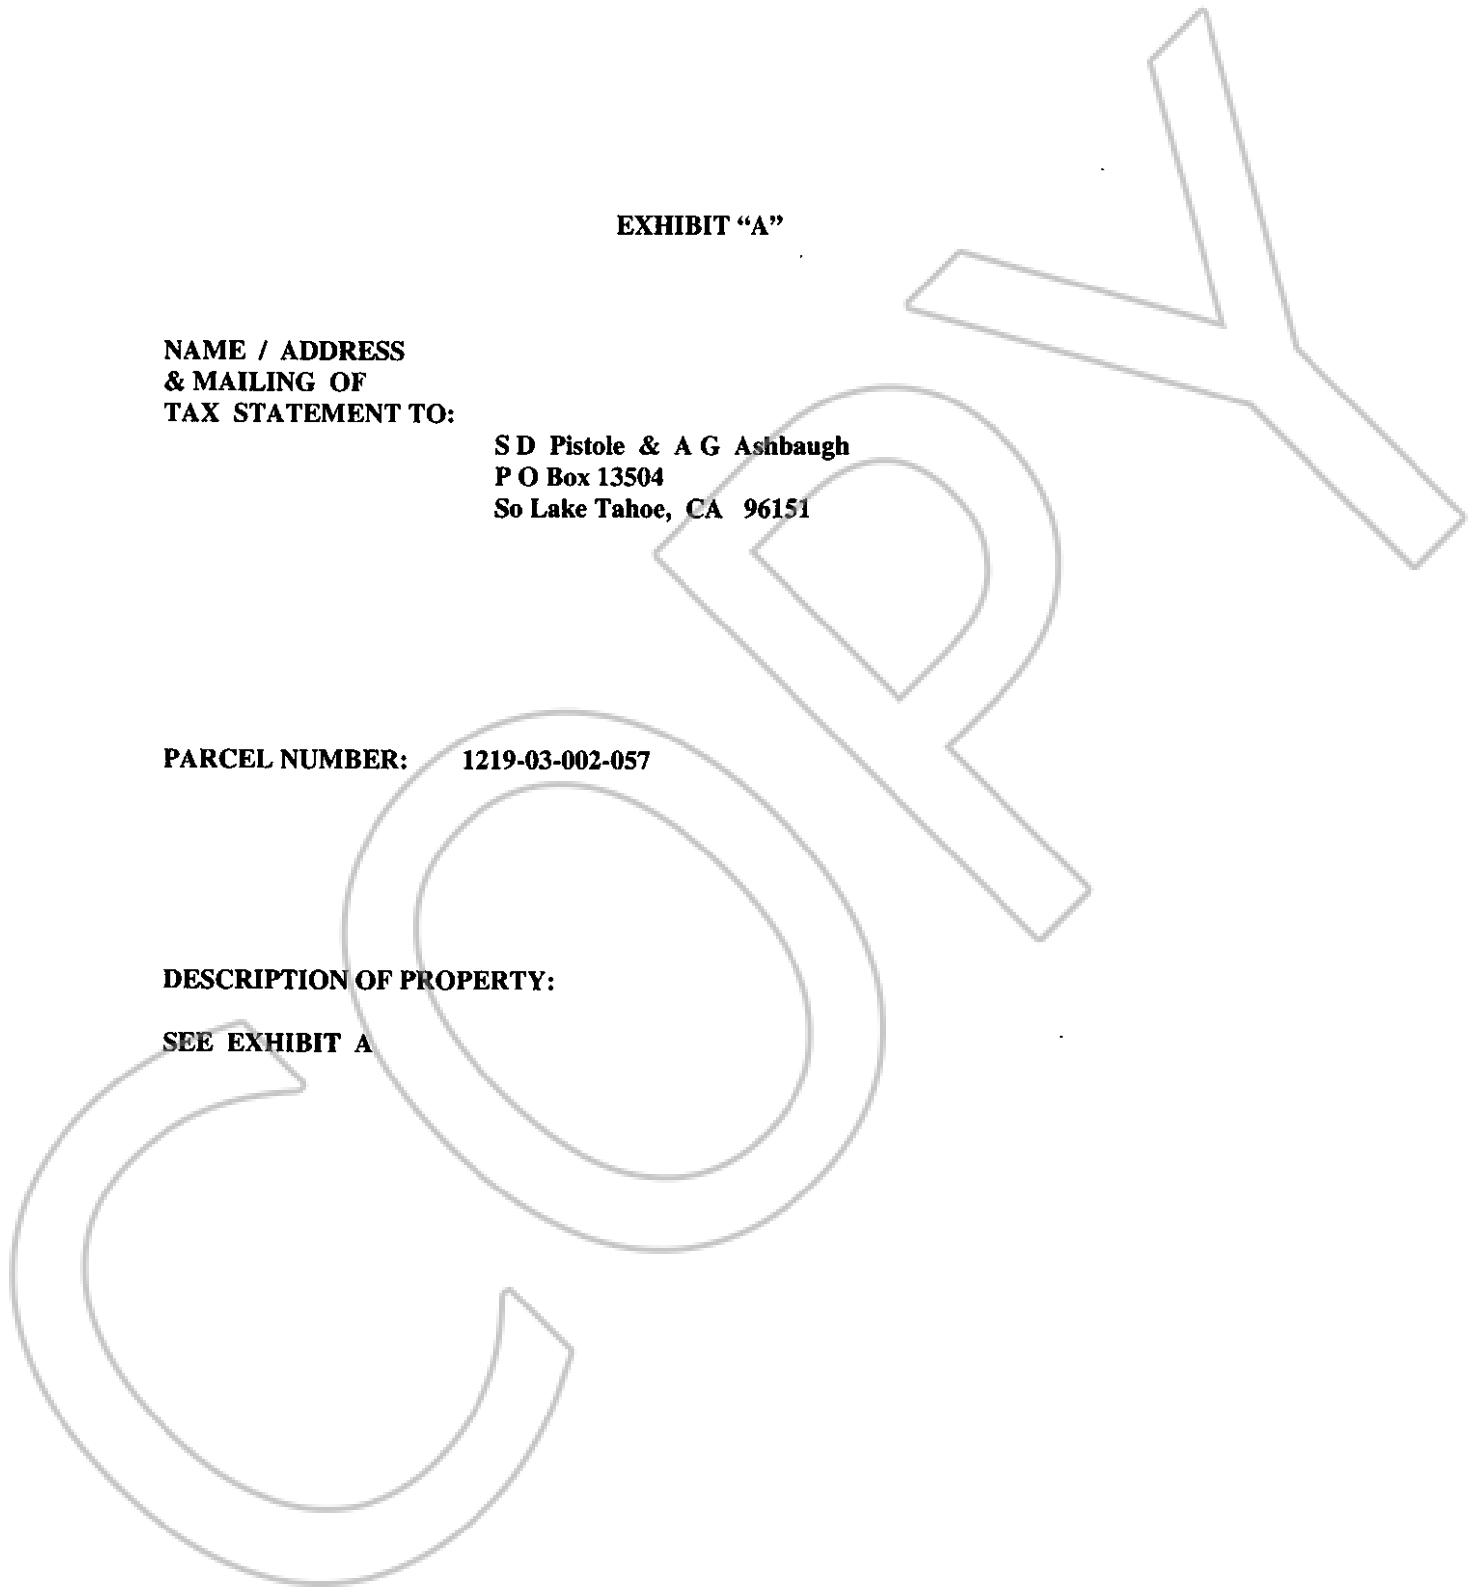 EXHIBIT “A”
NAME / ADDRESS
& MAILING OF
TAX STATEMENT TO:
S D Pistole & A G Ashbaugh
P O Box 13504
So Lake Tahoe, CA 96151
PARCEL NUMBER: 1219-03-002-057
DESCRIPTION OF PROPERTY:
SEE EXHIBIT A
COPY